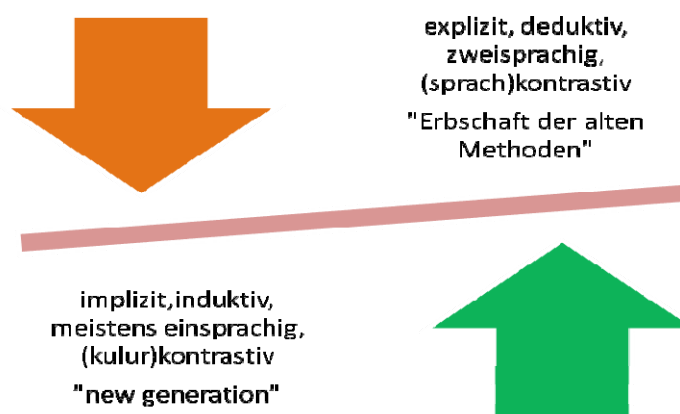 explizit, deduktiv,
zweisprachig,
(sprach)kontrastiv
"Erbschaft der alten
Methoden"
implizit,induktiv,
meistens einsprachig,
(kulur)kontrastiv
"new generation"